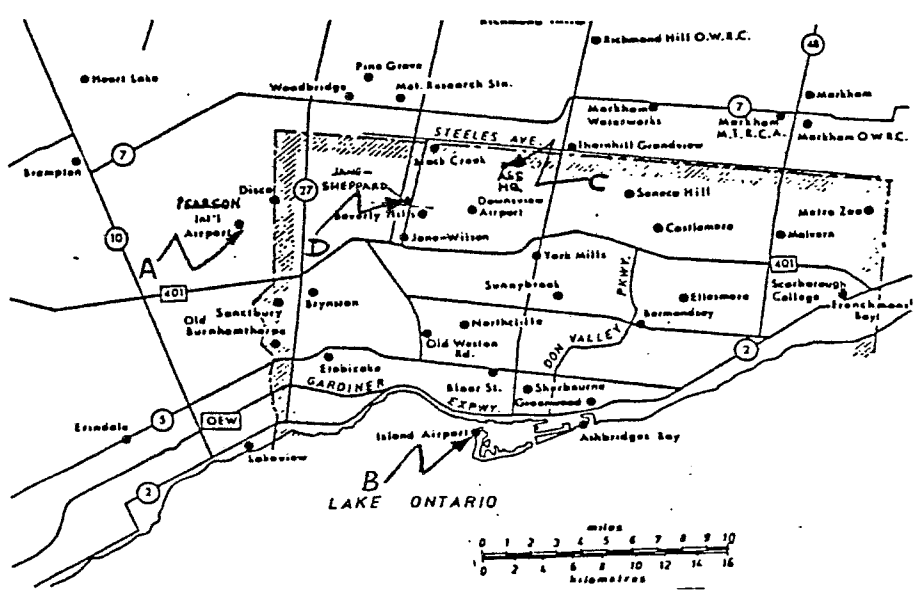 Richmond Hill O.W.R.C.
48
Pine Grove
Heart Lake
Woodbridge
Met. Research Stn.
7
Markham
Markham
Waterworks
Markham
M.T.R.C.A.
Markham O.W.R.C.
STEELES AVE.
Thornhill Grandview
Brampton
7
Black Creek
JANE-
SHEPPARD
AES
HQ.
C
Disco
27
Seneca Hill
PEARSON
Int'l
Airport
Beverly Hills
Downsview
Airport
Metro Zoo
10
D
Castlemere
Malvern
A
Jane-Wilson
York Mills
401
401
Sunnybrook
PKWY.
Scarborough
College
Ellesmere
Frenchmans
Bay
Brynston
Old
Burnhamthorpe
Northcliffe
Bermondsey
Old Weston
Rd.
DON VALLEY
2
Etobicoke
GARDINER
EXPWY.
Bloor St.
Sherbourne
Greenwood
5
QEW
Erindale
Island Airport
Ashbridges Bay
Lakeview
B
2
LAKE ONTARIO
miles
0 1 2 3 4 5 6 7 8 9 10
0 2 4 6 8 10 12 14 16
kilometres